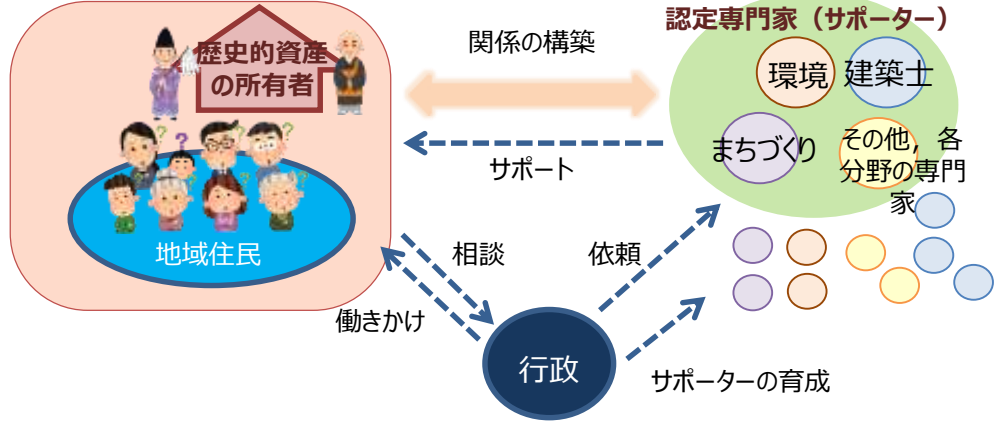 認定専門家（サポーター）
関係の構築
歴史的資産
の所有者
環境
建築士
サポート
まちづくり
その他，各
分野の専門
家
地域住民
相談
依頼
働きかけ
行政
サポーターの育成
? ? ? ?
? ? ? ?